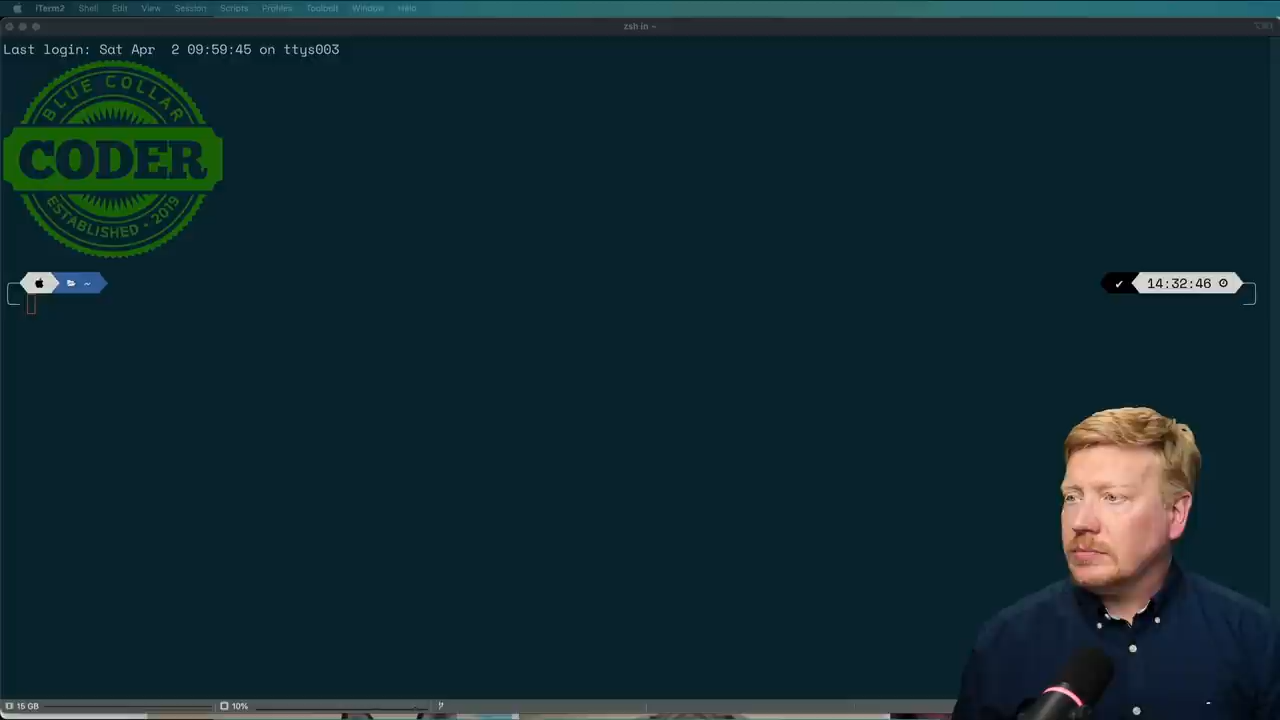 iTerm2 Shell Edit View Session Scripts Profiles Toolbelt Window Help
zsh in ~
Last login: Sat Apr  2 09:59:45 on ttys003
BLUE COLLAR
CODER
ESTABLISHED • 2019
~
✓ 14:32:46
15 GB 10%